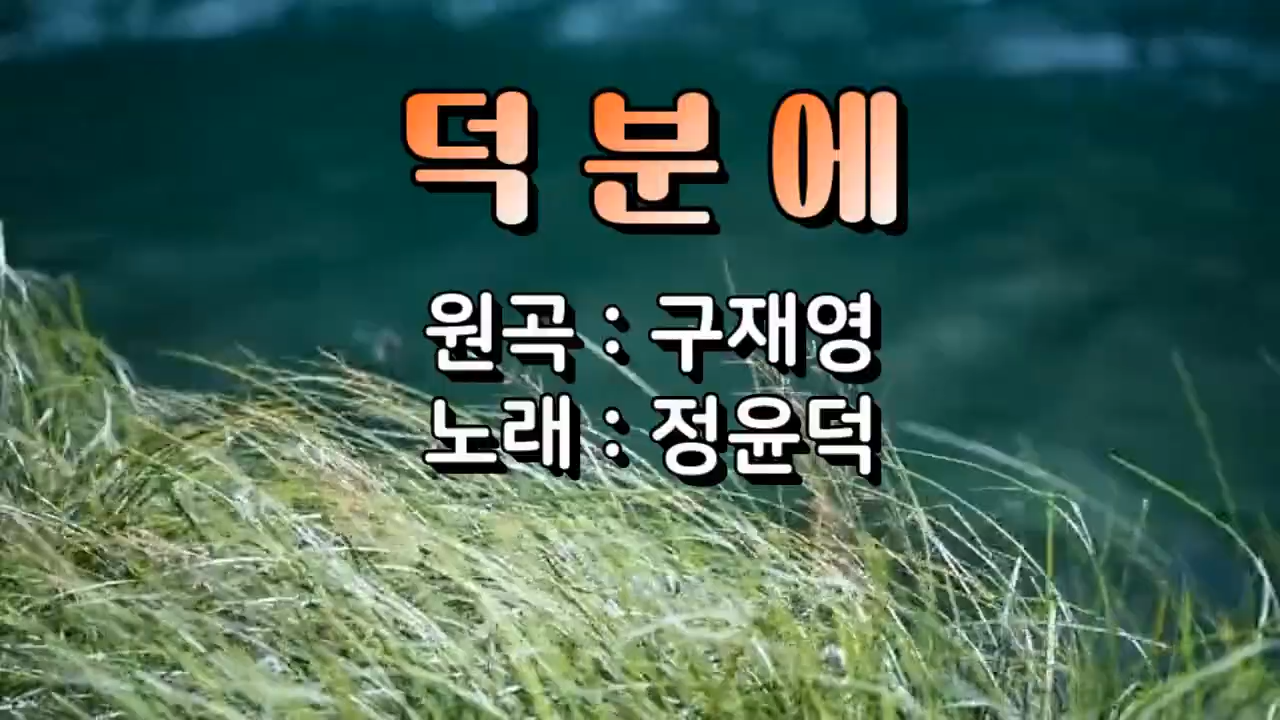 덕분에
원곡 : 구재영
노래 : 정윤덕